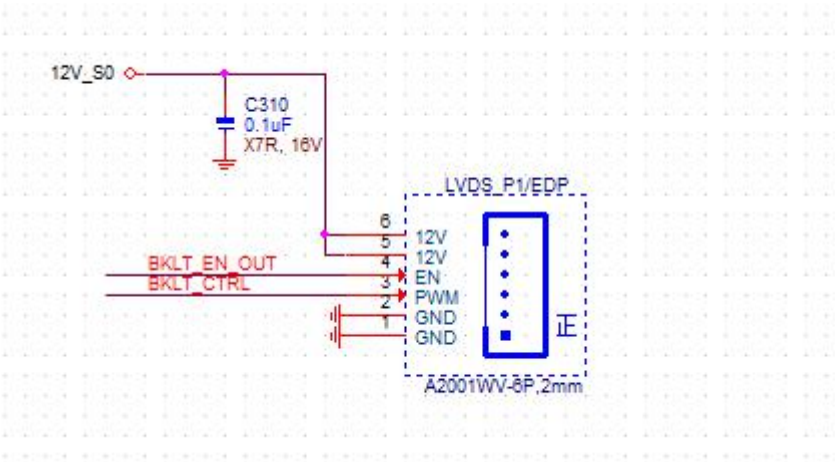 12V_S0
C310
0.1uF
X7R, 16V
LVDS_P1/EDP
6
12V
5
12V
BKLT_EN_OUT
4
EN
BKLT_CTRL
3
PWM
2
GND
1
GND
正
A2001WV-6P,2mm